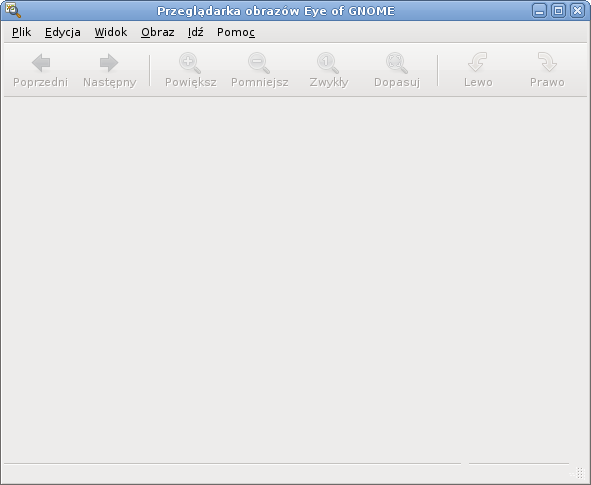 Przeglądarka obrazów Eye of GNOME
Plik Edycja Widok Obraz Idź Pomoc
Poprzedni Następny Powiększ Pomniejsz Zwykły Dopasuj Lewo Prawo